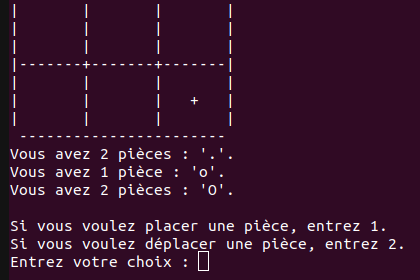 |       |       |       |
|       |       |       |
|       |       |       |
|-------+-------+-------|
|       |       |       |
|       |       |   +   |
|       |       |       |
 -----------------------
Vous avez 2 pièces : '.'.
Vous avez 1 pièce : 'o'.
Vous avez 2 pièces : 'O'.
Si vous voulez placer une pièce, entrez 1.
Si vous voulez déplacer une pièce, entrez 2.
Entrez votre choix :